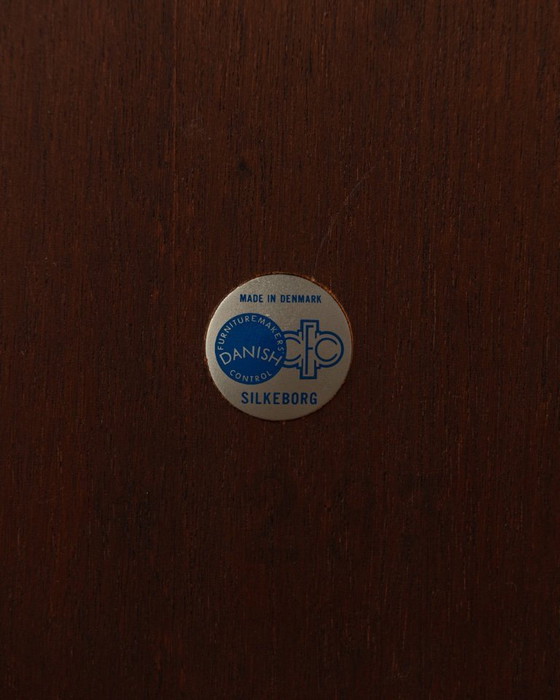 MADE IN DENMARK
FURNITUREMAKERS'
DANISH
CONTROL
SILKEBORG